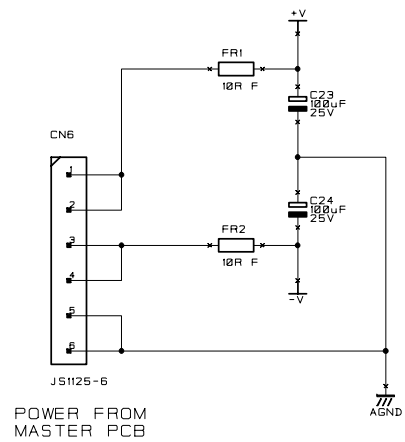 +V
FR1
10R F
C23
100uF
25V
CN6
1
2
C24
100uF
25V
FR2
10R F
3
4
-V
5
6
JS1125-6
AGND
POWER FROM
MASTER PCB